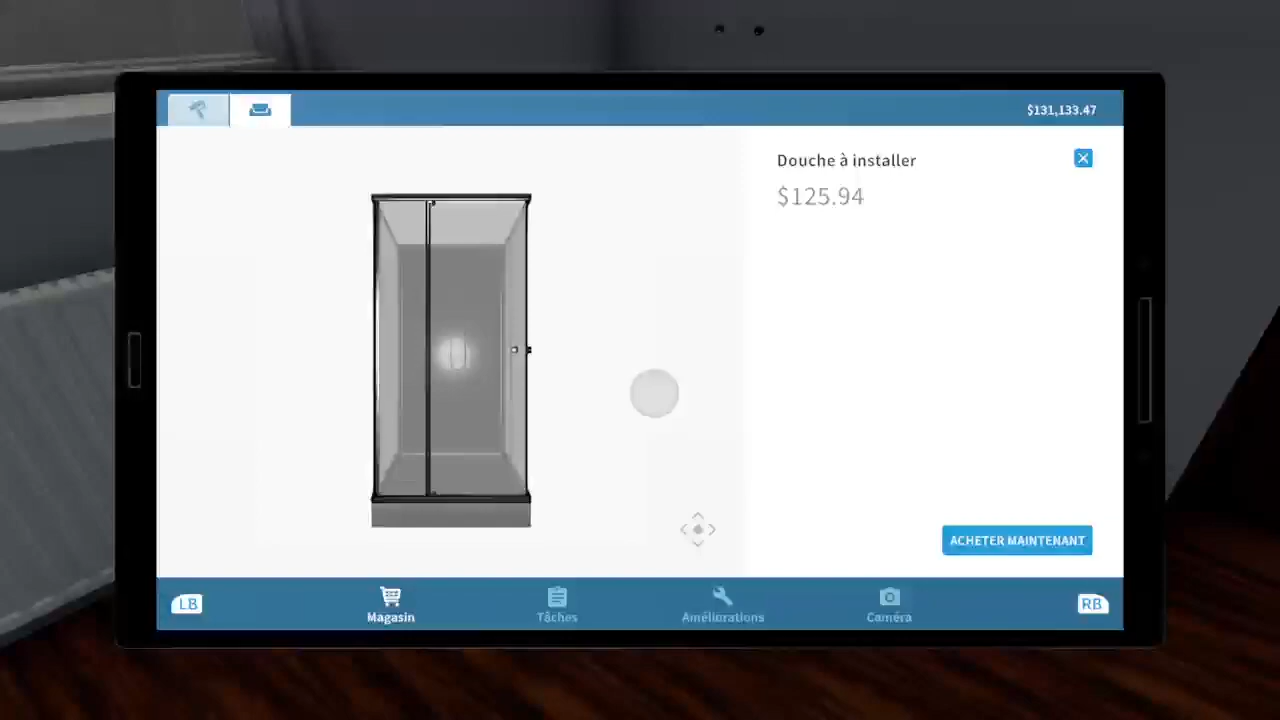 $131,133.47
Douche à installer
$125.94
ACHETER MAINTENANT
LB
Magasin
Tâches
Améliorations
Caméra
RB